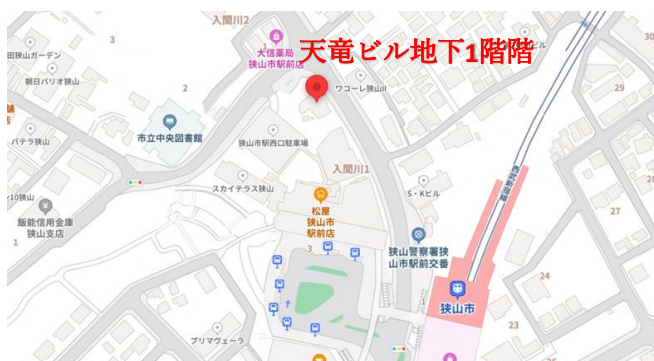 入間川2
3
大信薬局
狭山市駅前店
天竜ビル地下1階階
ビル
田狭山ガーデン
朝日パリオ狭山
2
ワコーレ狭山II
29
舗
市立中央図書館
狭山市駅西口駐車場
パテラ狭山
入間川1
28
西武新宿線
スカイテラス狭山
S・Kビル
飯能信用金庫
狭山支店
1
松屋
狭山市
駅前店
3
27
狭山警察署狭
山市駅前交番
24
1
狭山市
23
プリマヴェーラ
26